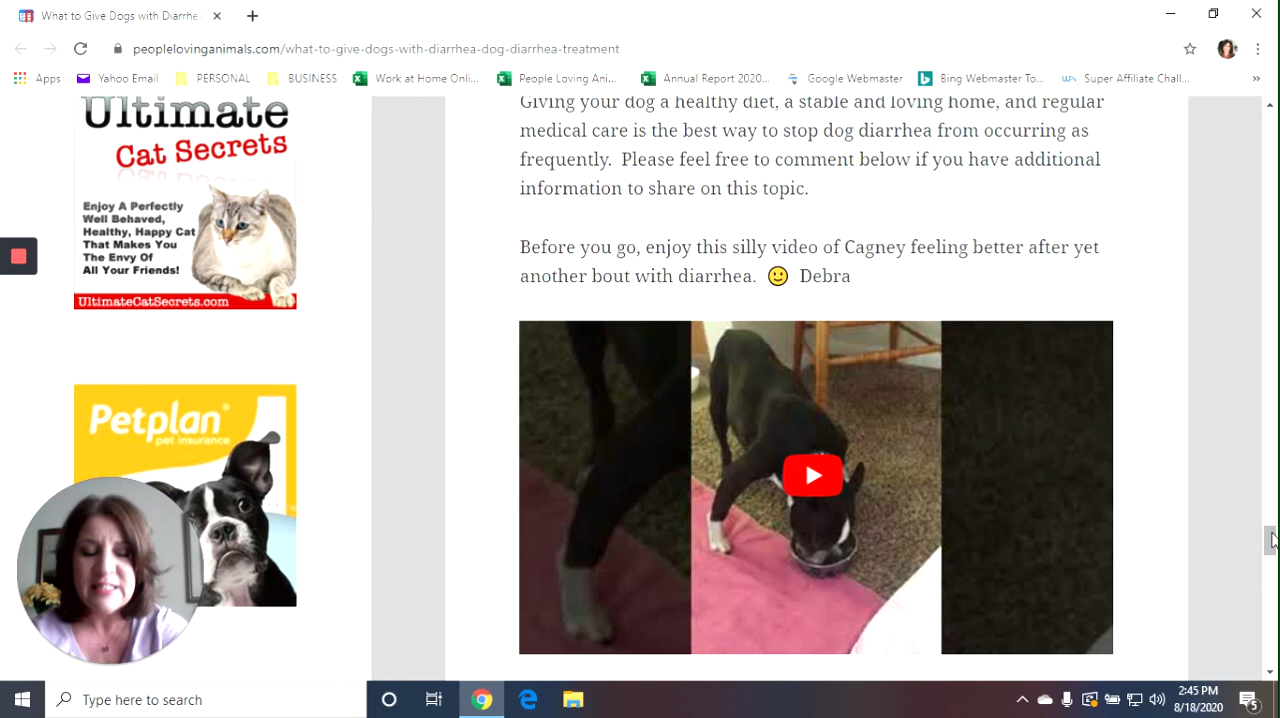 What to Give Dogs with Diarrhe
peoplelovinganimals.com/what-to-give-dogs-with-diarrhea-dog-diarrhea-treatment
Apps Yahoo Email PERSONAL BUSINESS Work at Home Onli... People Loving Ani... Annual Report 2020... Google Webmaster Bing Webmaster To... Super Affiliate Chall... »
Ultimate
Cat Secrets
Enjoy A Perfectly
Well Behaved,
Healthy, Happy Cat
That Makes You
The Envy Of
All Your Friends!
UltimateCatSecrets.com
Petplan®
pet insurance
Giving your dog a healthy diet, a stable and loving home, and regular
medical care is the best way to stop dog diarrhea from occurring as
frequently. Please feel free to comment below if you have additional
information to share on this topic.
Before you go, enjoy this silly video of Cagney feeling better after yet
another bout with diarrhea. 🙂 Debra
Type here to search
2:45 PM
8/18/2020
5